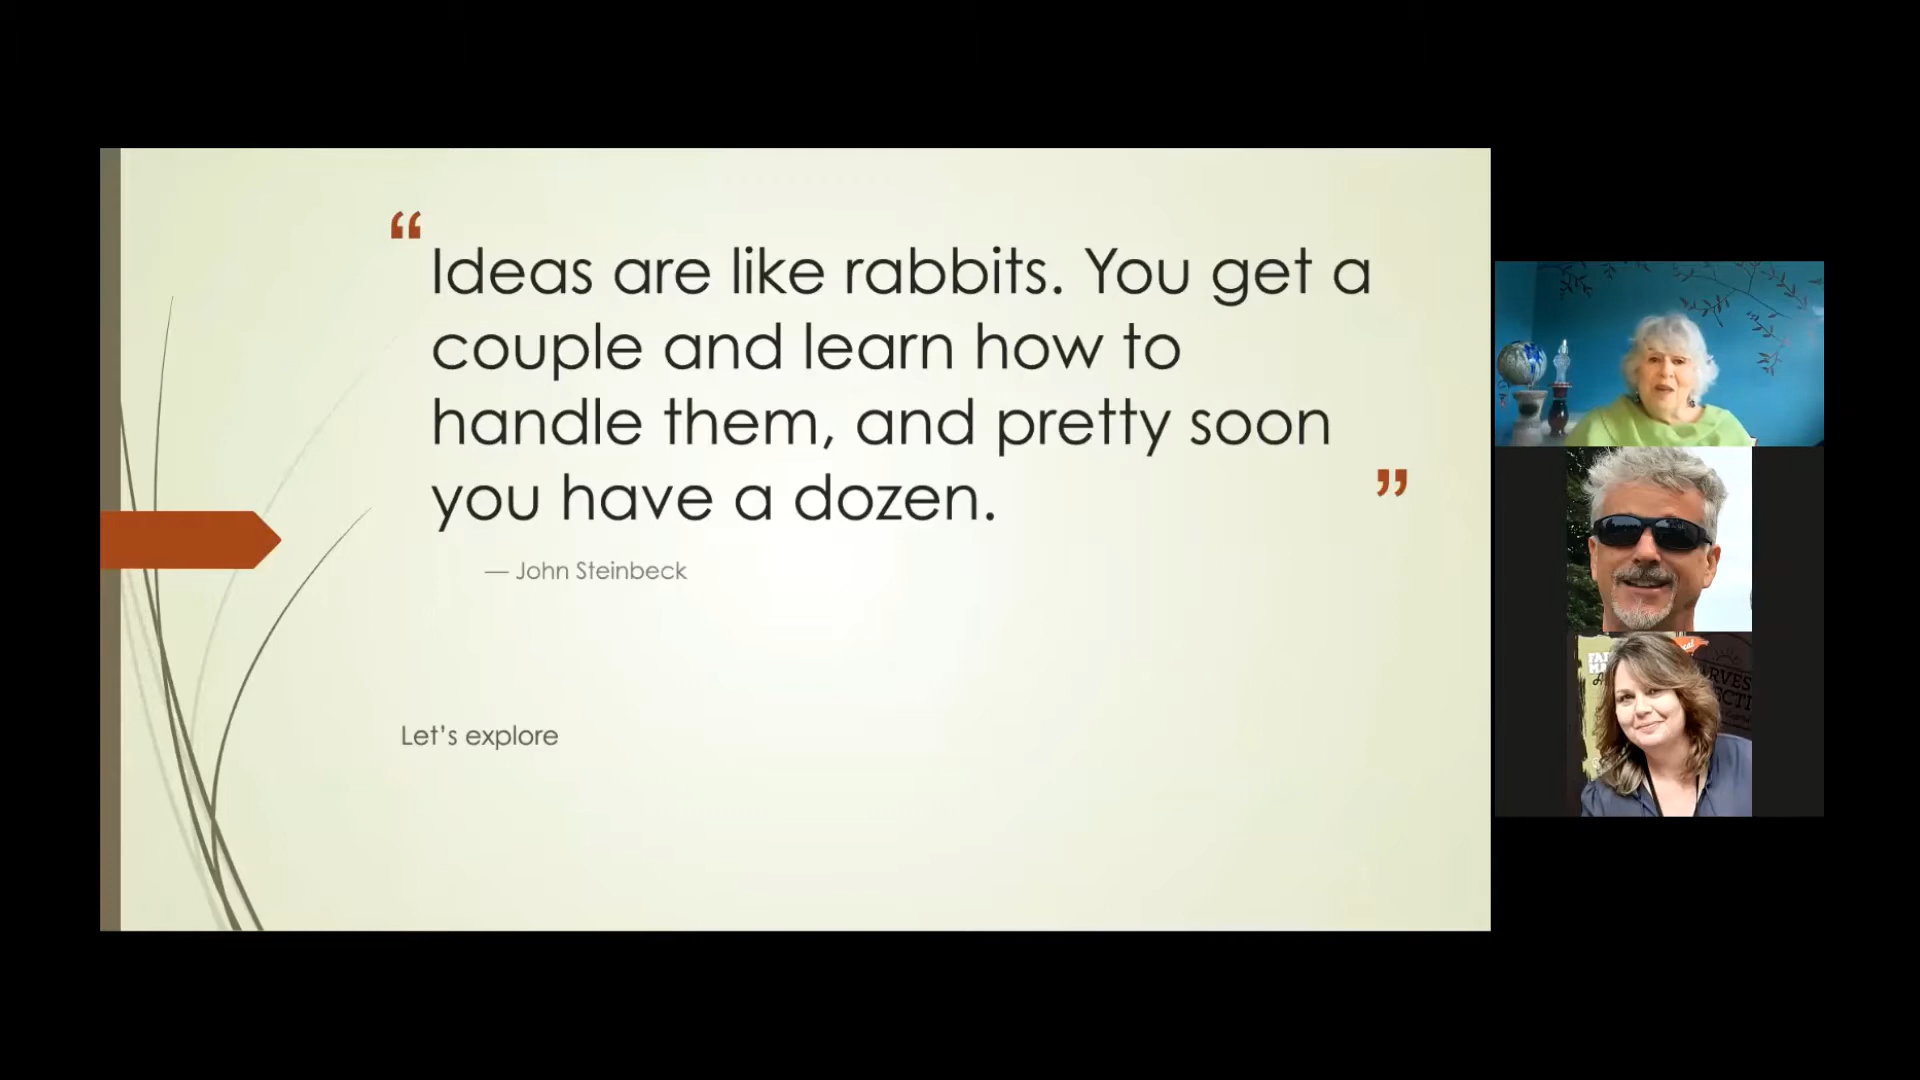 “
Ideas are like rabbits. You get a
couple and learn how to
handle them, and pretty soon
you have a dozen.
”
— John Steinbeck
Let’s explore